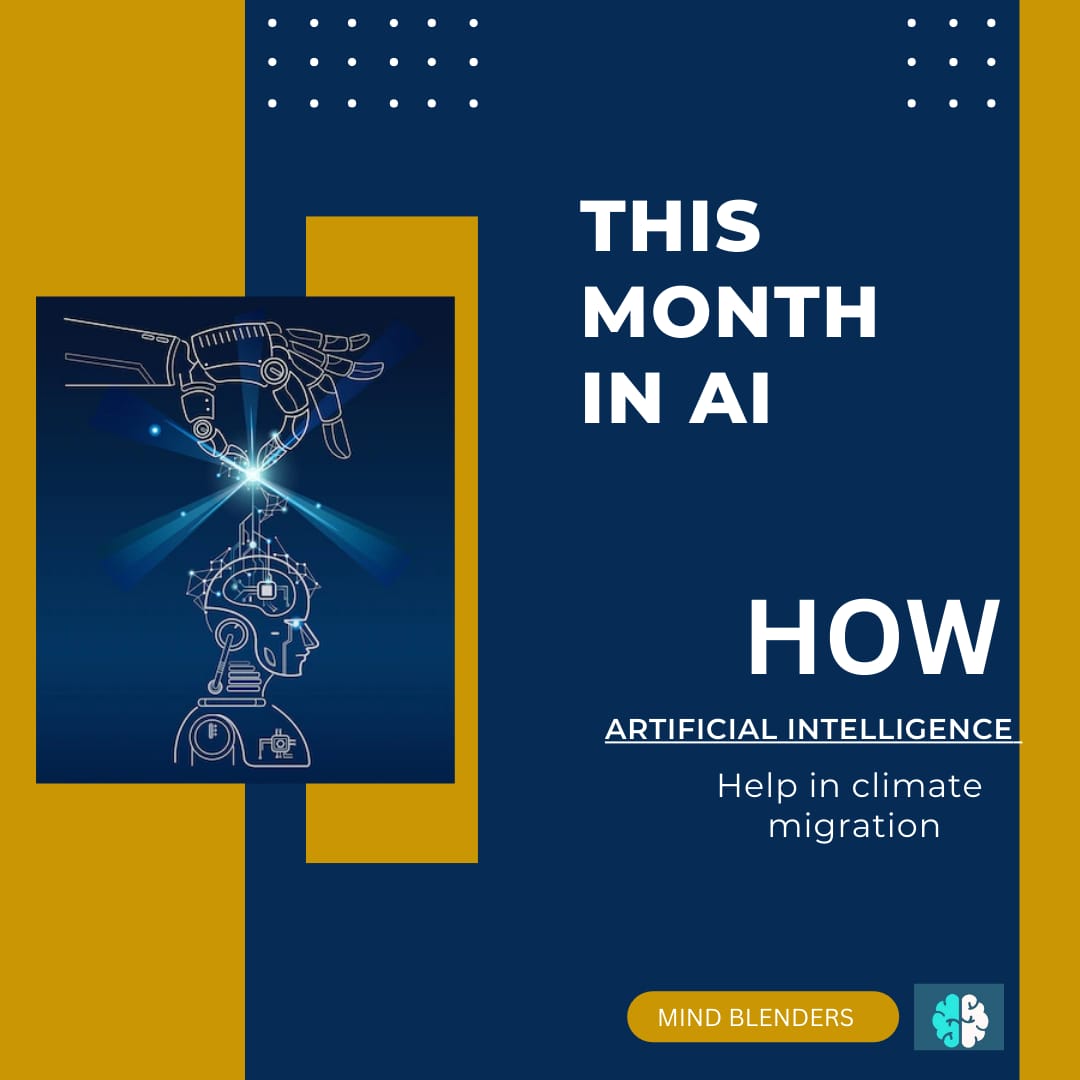 THIS
MONTH
IN AI
HOW
ARTIFICIAL INTELLIGENCE
Help in climate
migration
MIND BLENDERS